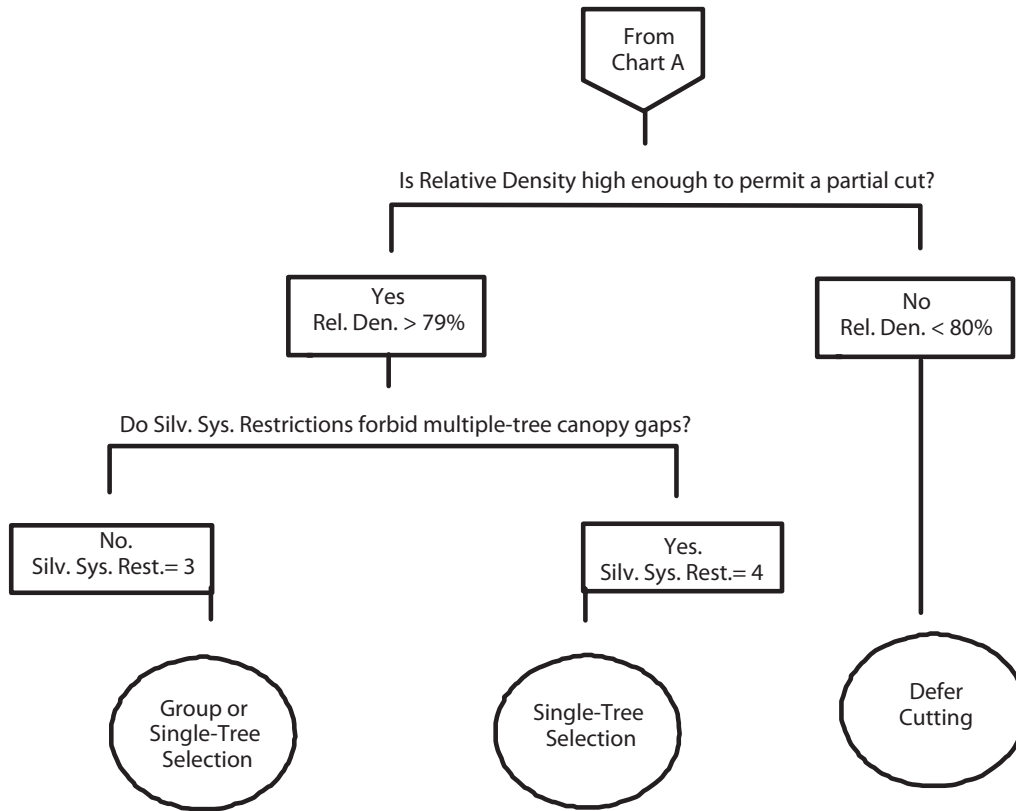 From
Chart A
Is Relative Density high enough to permit a partial cut?
Yes
Rel. Den. > 79%
No
Rel. Den. < 80%
Do Silv. Sys. Restrictions forbid multiple-tree canopy gaps?
No.
Silv. Sys. Rest.= 3
Yes.
Silv. Sys. Rest.= 4
Group or
Single-Tree
Selection
Single-Tree
Selection
Defer
Cutting